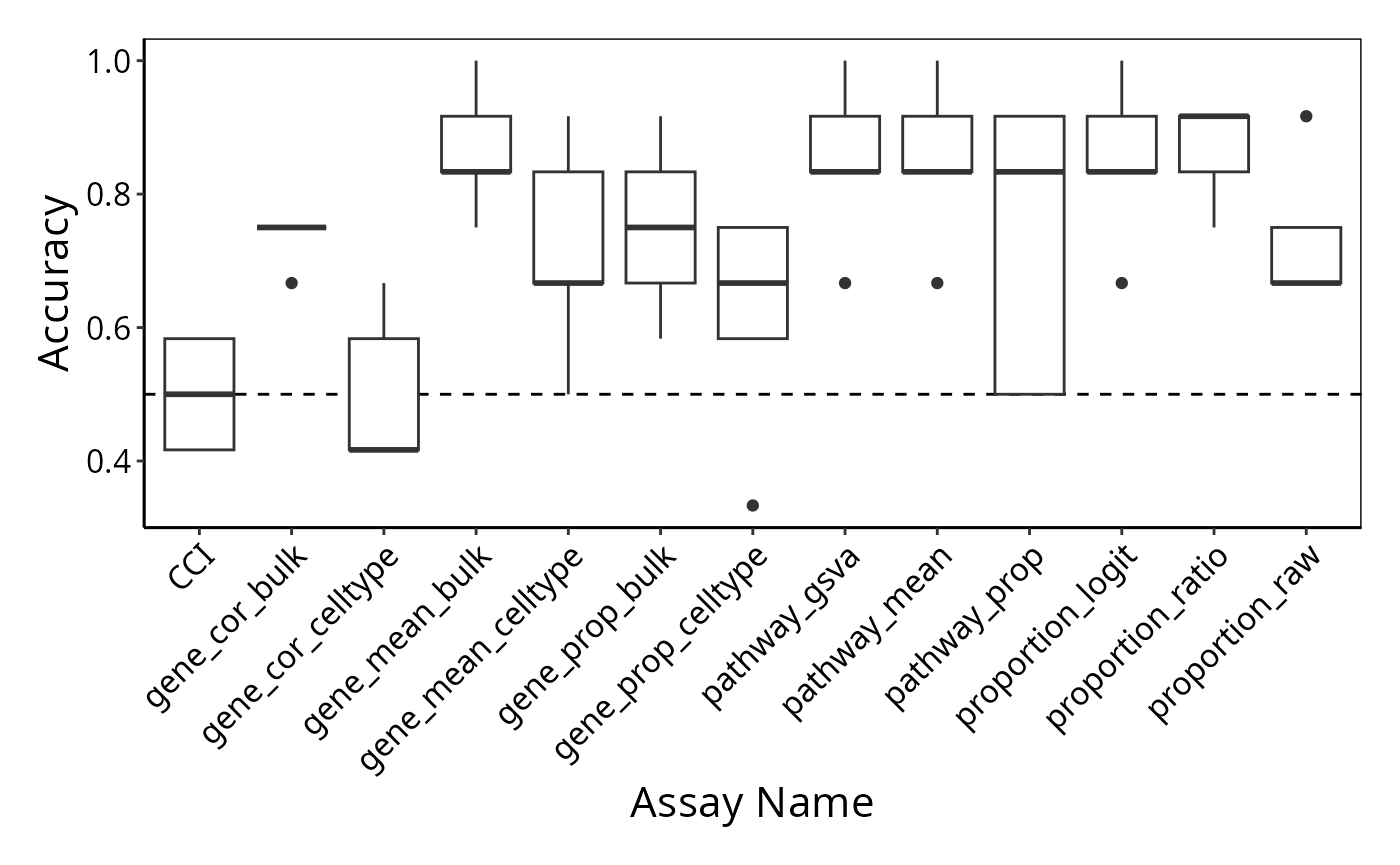 Accuracy
1.0
0.8
0.6
0.4
CCI
gene_cor_bulk
gene_cor_celltype
gene_mean_bulk
gene_mean_celltype
gene_prop_bulk
gene_prop_celltype
pathway_gsva
pathway_mean
pathway_prop
proportion_logit
proportion_ratio
proportion_raw
Assay Name